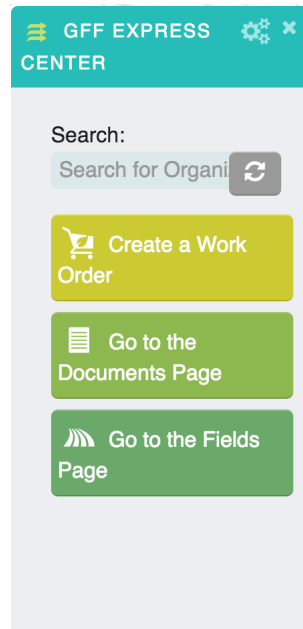 GFF EXPRESS
CENTER
Search:
Search for Organi
Create a Work
Order
Go to the
Documents Page
Go to the Fields
Page